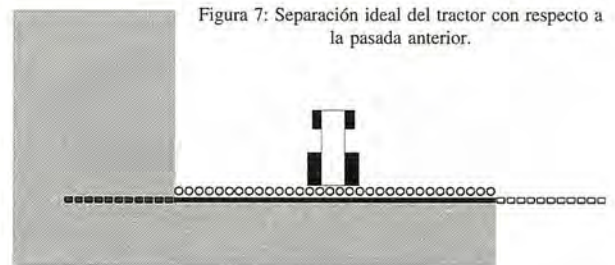 Figura 7: Separación ideal del tractor con respecto a
la pasada anterior.